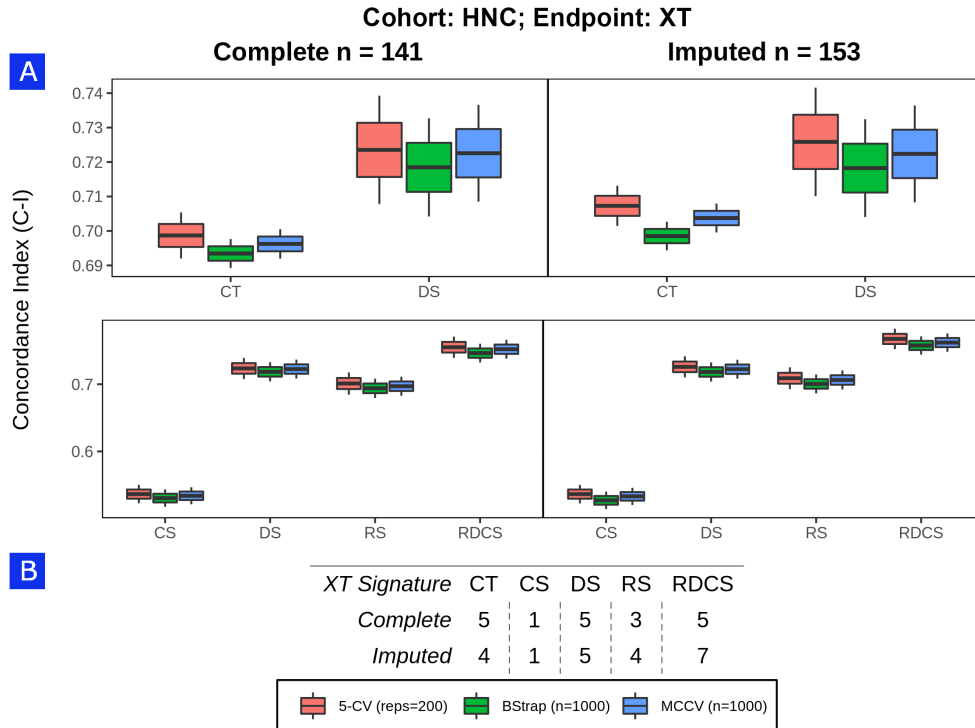 Cohort: HNC; Endpoint: XT
Complete n = 141 Imputed n = 153
A
Concordance Index (C-I)
0.74
0.73
0.72
0.71
0.70
0.69
CT DS CT DS
0.7
0.6
CS DS RS RDCS CS DS RS RDCS
B
XT Signature CT CS DS RS RDCS
Complete 5 1 5 3 5
Imputed 4 1 5 4 7
5-CV (reps=200) BStrap (n=1000) MCCV (n=1000)